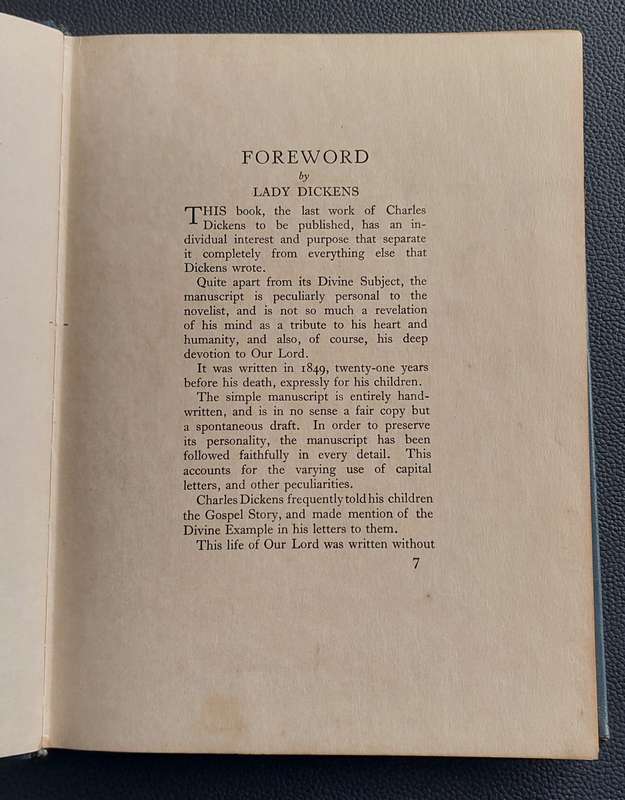 FOREWORD
by
LADY DICKENS
THIS book, the last work of Charles
Dickens to be published, has an in-
dividual interest and purpose that separate
it completely from everything else that
Dickens wrote.
Quite apart from its Divine Subject, the
manuscript is peculiarly personal to the
novelist, and is not so much a revelation
of his mind as a tribute to his heart and
humanity, and also, of course, his deep
devotion to Our Lord.
It was written in 1849, twenty-one years
before his death, expressly for his children.
The simple manuscript is entirely hand-
written, and is in no sense a fair copy but
a spontaneous draft. In order to preserve
its personality, the manuscript has been
followed faithfully in every detail. This
accounts for the varying use of capital
letters, and other peculiarities.
Charles Dickens frequently told his children
the Gospel Story, and made mention of the
Divine Example in his letters to them.
This life of Our Lord was written without
7